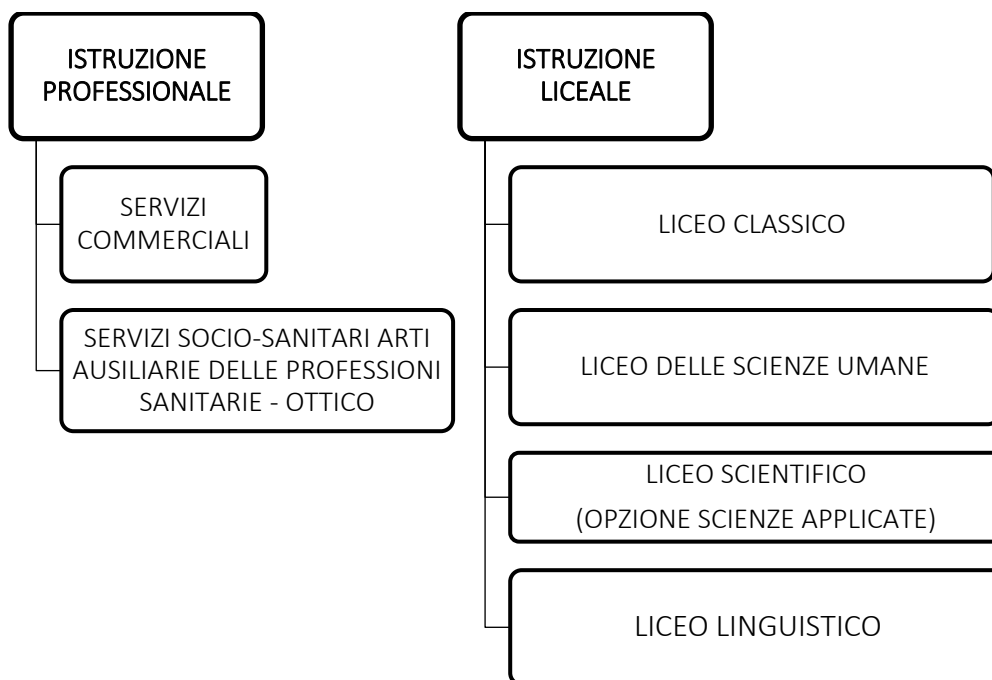 ISTRUZIONE
PROFESSIONALE
SERVIZI
COMMERCIALI
SERVIZI SOCIO-SANITARI ARTI
AUSILIARIE DELLE PROFESSIONI
SANITARIE - OTTICO
ISTRUZIONE
LICEALE
LICEO CLASSICO
LICEO DELLE SCIENZE UMANE
LICEO SCIENTIFICO
(OPZIONE SCIENZE APPLICATE)
LICEO LINGUISTICO